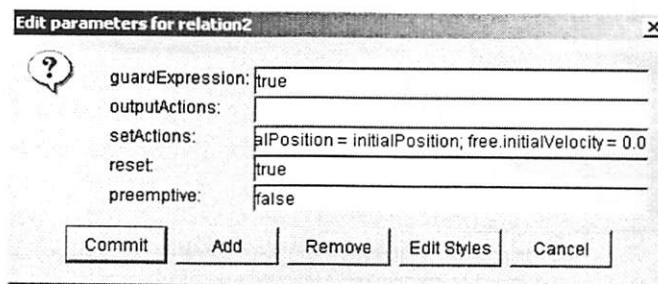 Edit parameters for relation2
?
guardExpression: true
outputActions:
setActions: alPosition = initialPosition; free.initialVelocity = 0.0
reset: true
preemptive: false
Commit Add Remove Edit Styles Cancel